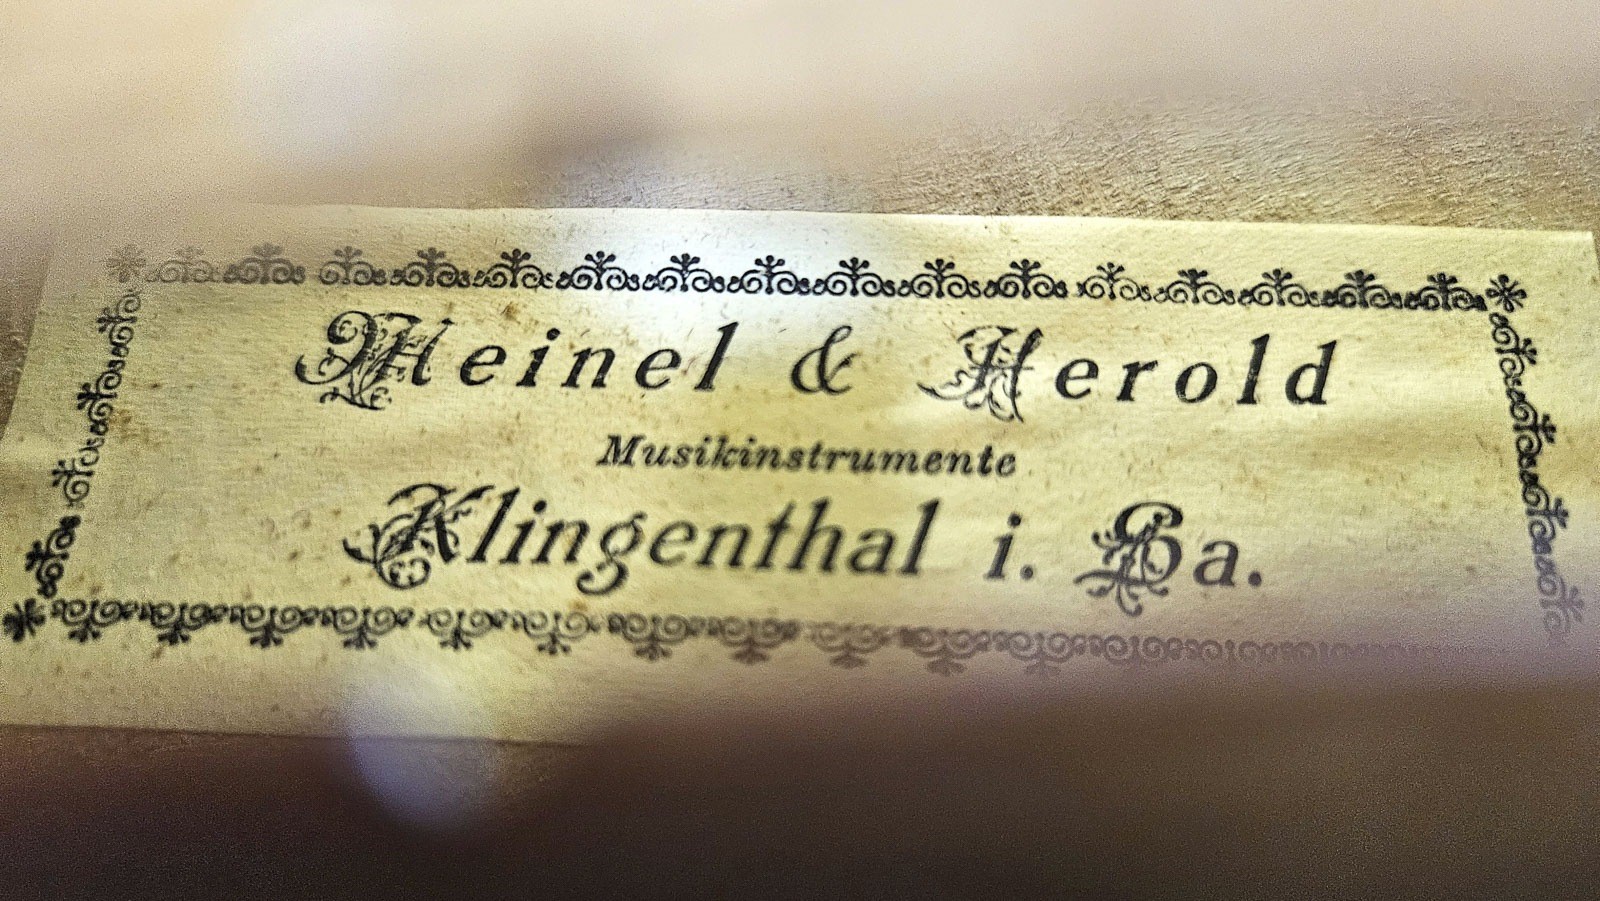 Heinel & Herold
Musikinstrumente
Klingenthal i. Sa.